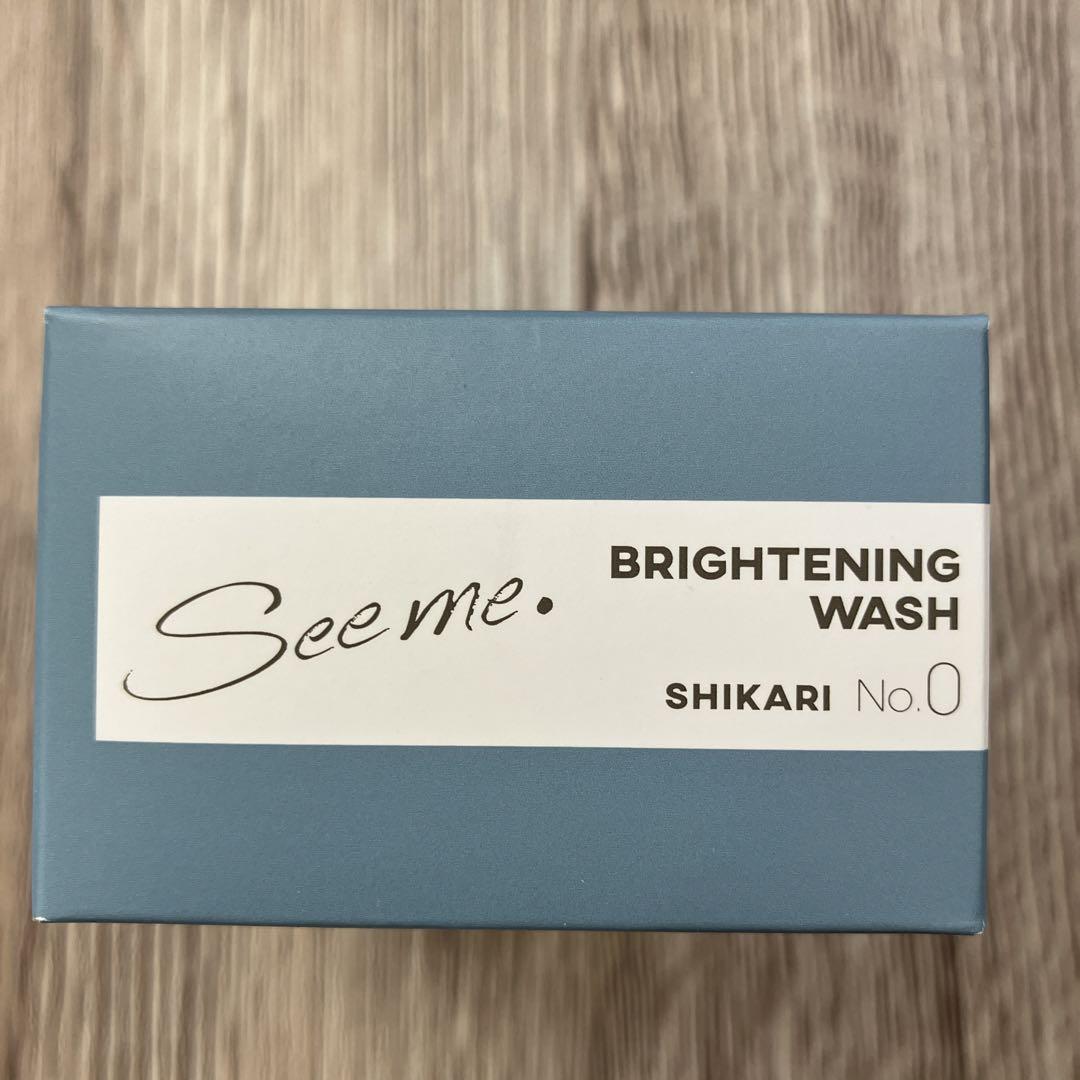 See me.
BRIGHTENING
WASH
SHIKARI No.0